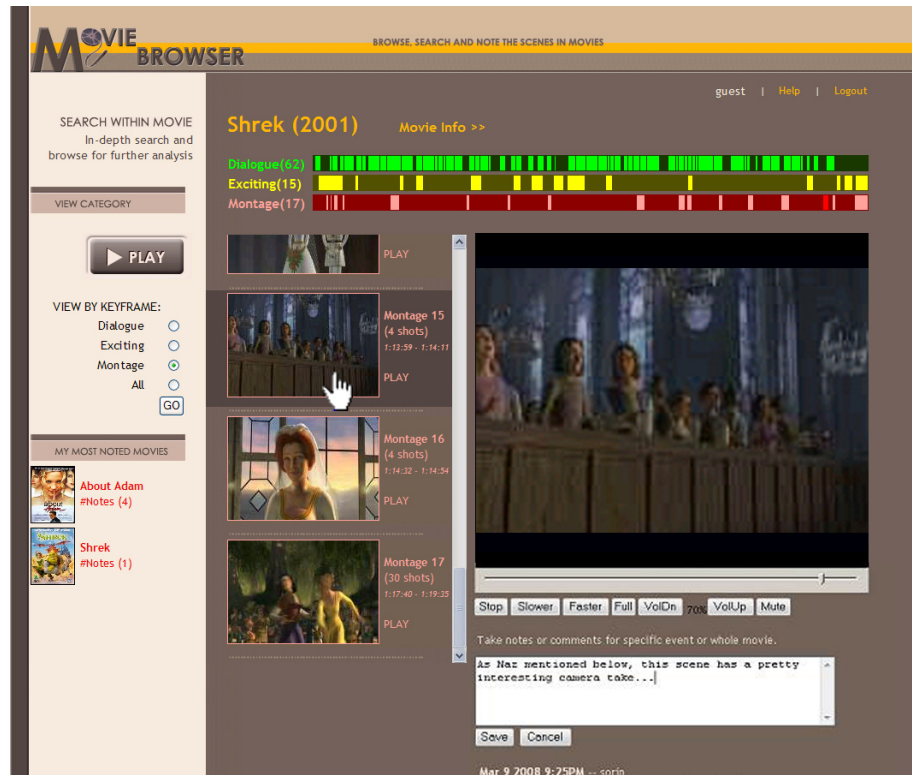 MOVIE
BROWSER
BROWSE, SEARCH AND NOTE THE SCENES IN MOVIES
guest | Help | Logout
SEARCH WITHIN MOVIE
In-depth search and
browse for further analysis
VIEW CATEGORY
PLAY
VIEW BY KEYFRAME:
Dialogue
Exciting
Montage
All
GO
MY MOST NOTED MOVIES
About Adam
#Notes (4)
Shrek
#Notes (1)
Shrek (2001) Movie Info >>
Dialogue(62)
Exciting(15)
Montage(17)
PLAY
Montage 15
(4 shots)
1:13:59 - 1:14:11
PLAY
Montage 16
(4 shots)
1:14:32 - 1:14:54
PLAY
Montage 17
(30 shots)
1:17:40 - 1:19:35
PLAY
Stop Slower Faster Full VolDn 70% VolUp Mute
Take notes or comments for specific event or whole movie.
As Naz mentioned below, this scene has a pretty
interesting camera take...
Save Cancel
Mar 9 2008 9:25PM -- sorin